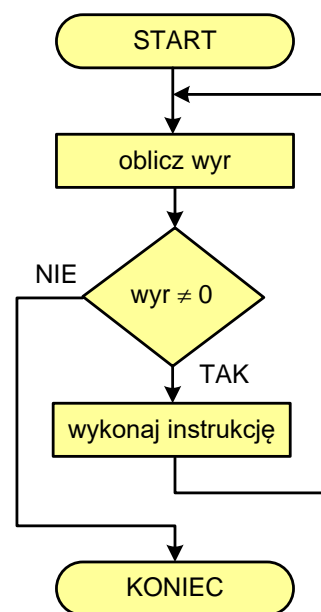 START
oblicz wyr
wyr ≠ 0
NIE
TAK
wykonaj instrukcję
KONIEC